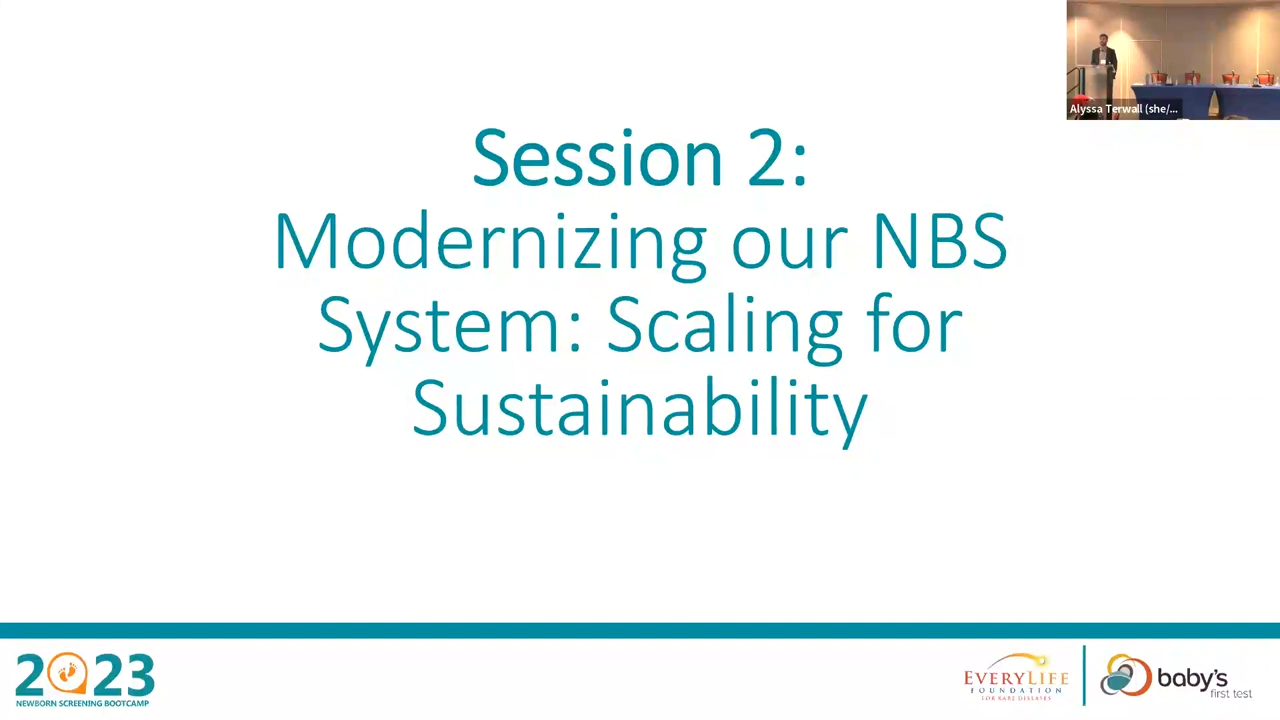 Alyssa Terwall (she/...
Session 2:
Modernizing our NBS
System: Scaling for
Sustainability
2023
NEWBORN SCREENING BOOTCAMP
EVERYLIFE
FOUNDATION
FOR RARE DISEASES
baby's
first test